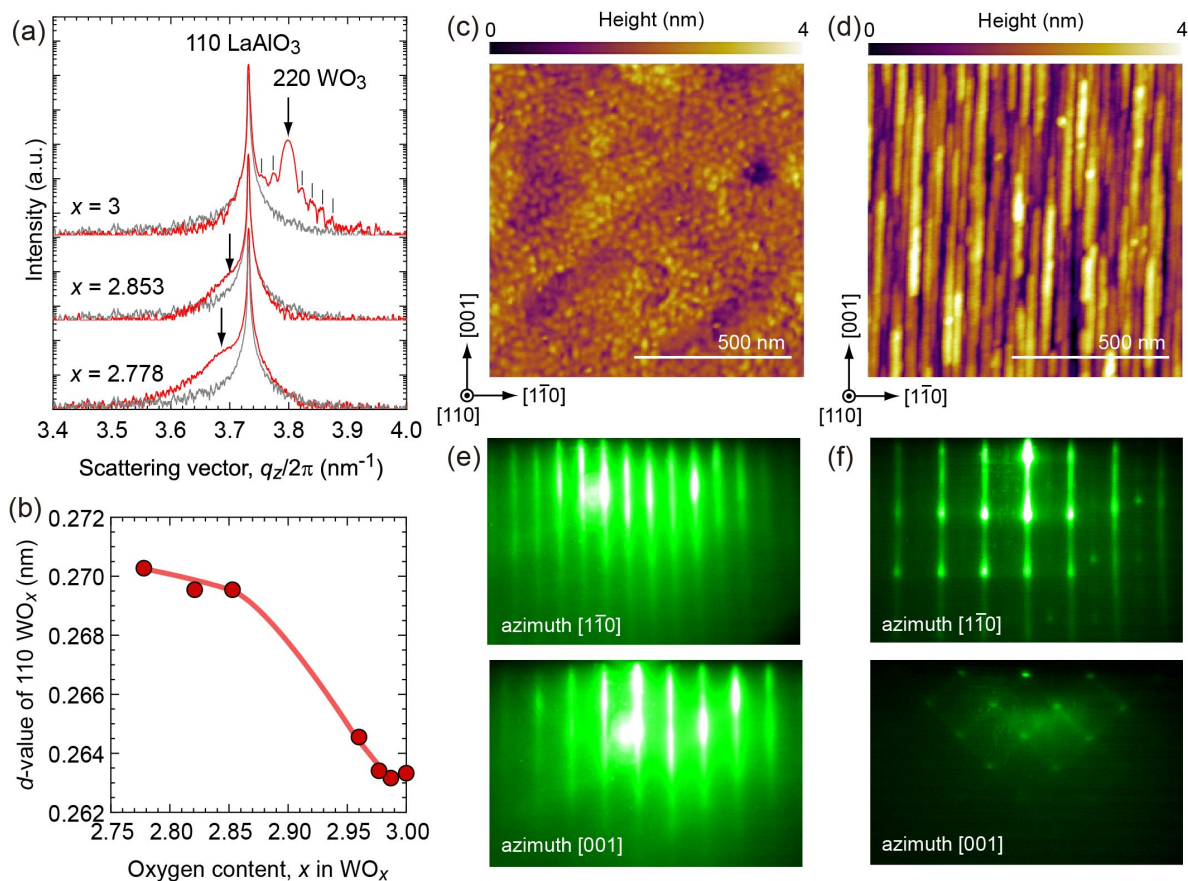 (a)
110 LaAlO3
220 WO3
x = 3
x = 2.853
x = 2.778
Intensity (a.u.)
3.4 3.5 3.6 3.7 3.8 3.9 4.0
Scattering vector, qz/2π (nm⁻¹)
(b)
0.272
0.270
0.268
0.266
0.264
0.262
d-value of 110 WOx (nm)
2.75 2.80 2.85 2.90 2.95 3.00
Oxygen content, x in WOx
(c)
Height (nm)
0 4
500 nm
[001]
[110]
[11̄0]
(d)
Height (nm)
0 4
500 nm
[001]
[110]
[11̄0]
(e)
azimuth [11̄0]
azimuth [001]
(f)
azimuth [11̄0]
azimuth [001]